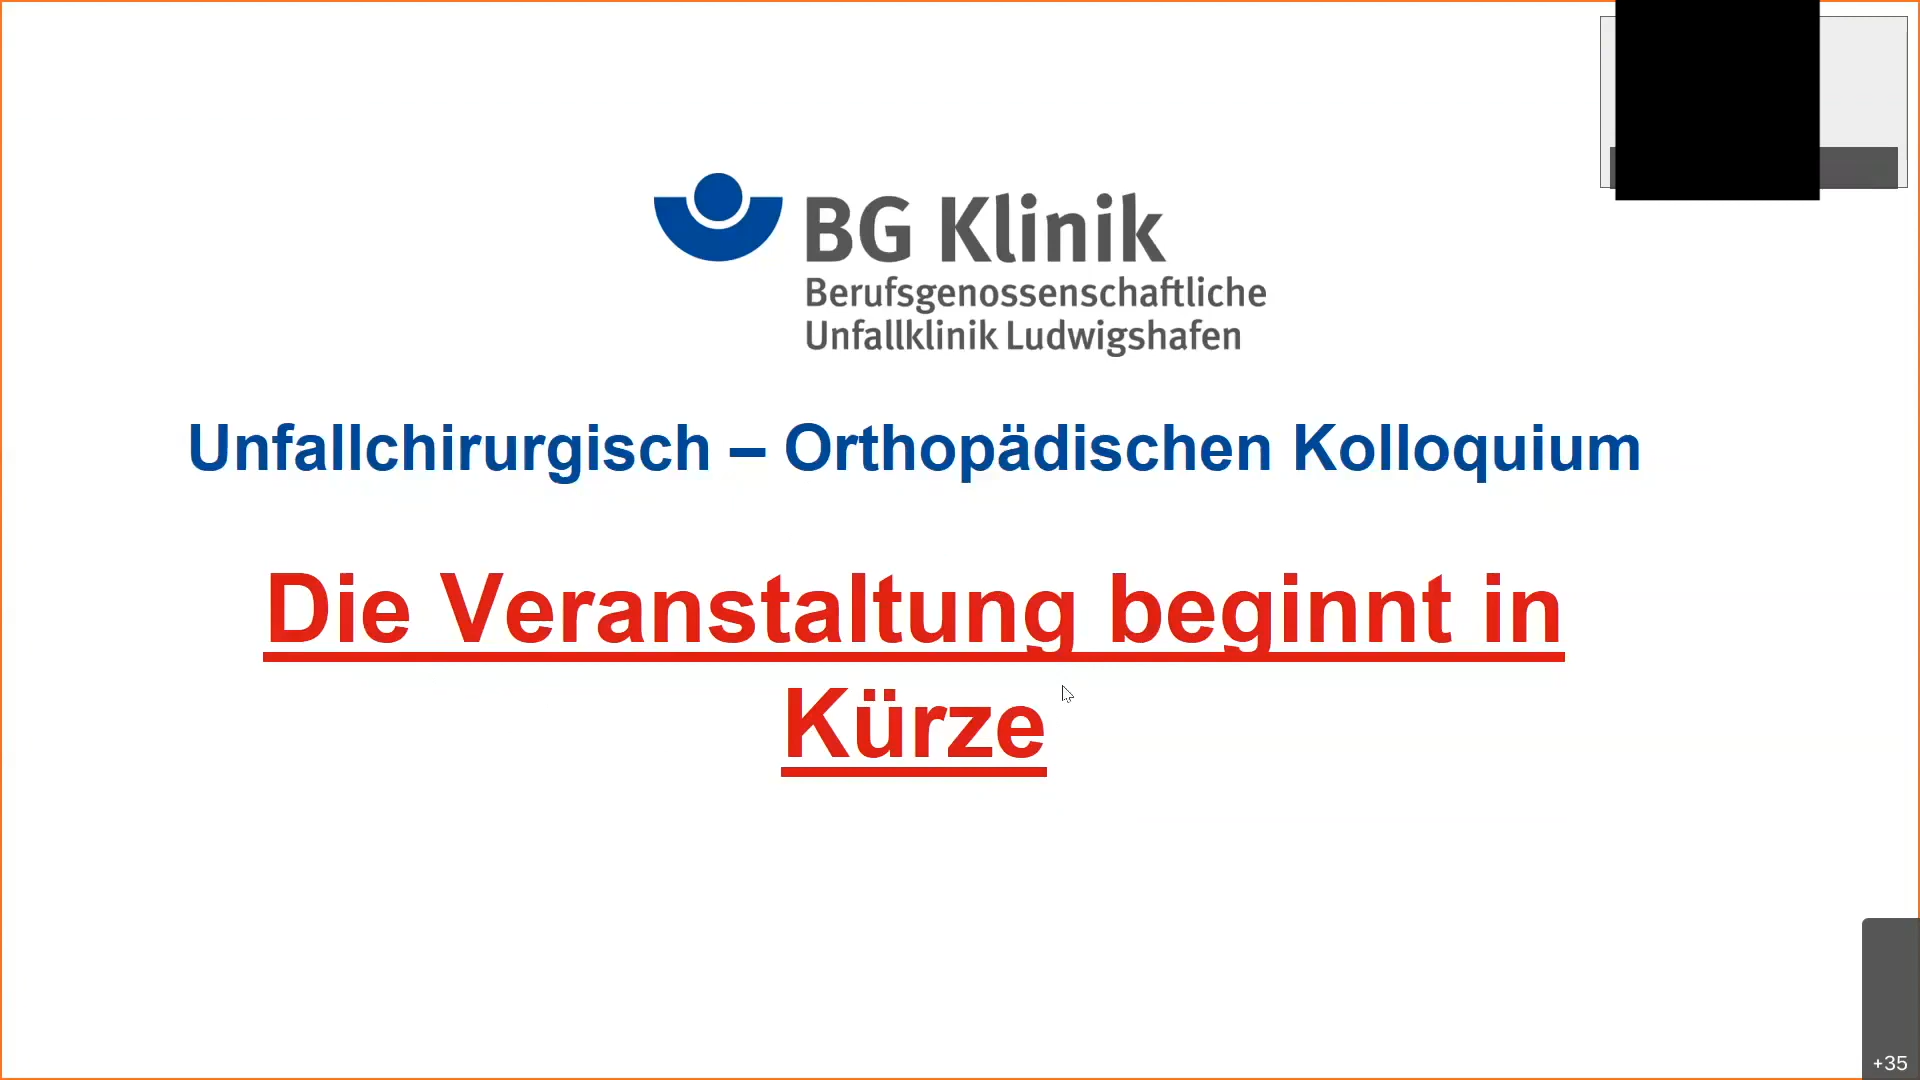 BG Klinik
Berufsgenossenschaftliche
Unfallklinik Ludwigshafen
Unfallchirurgisch – Orthopädischen Kolloquium
Die Veranstaltung beginnt in
Kürze
+35